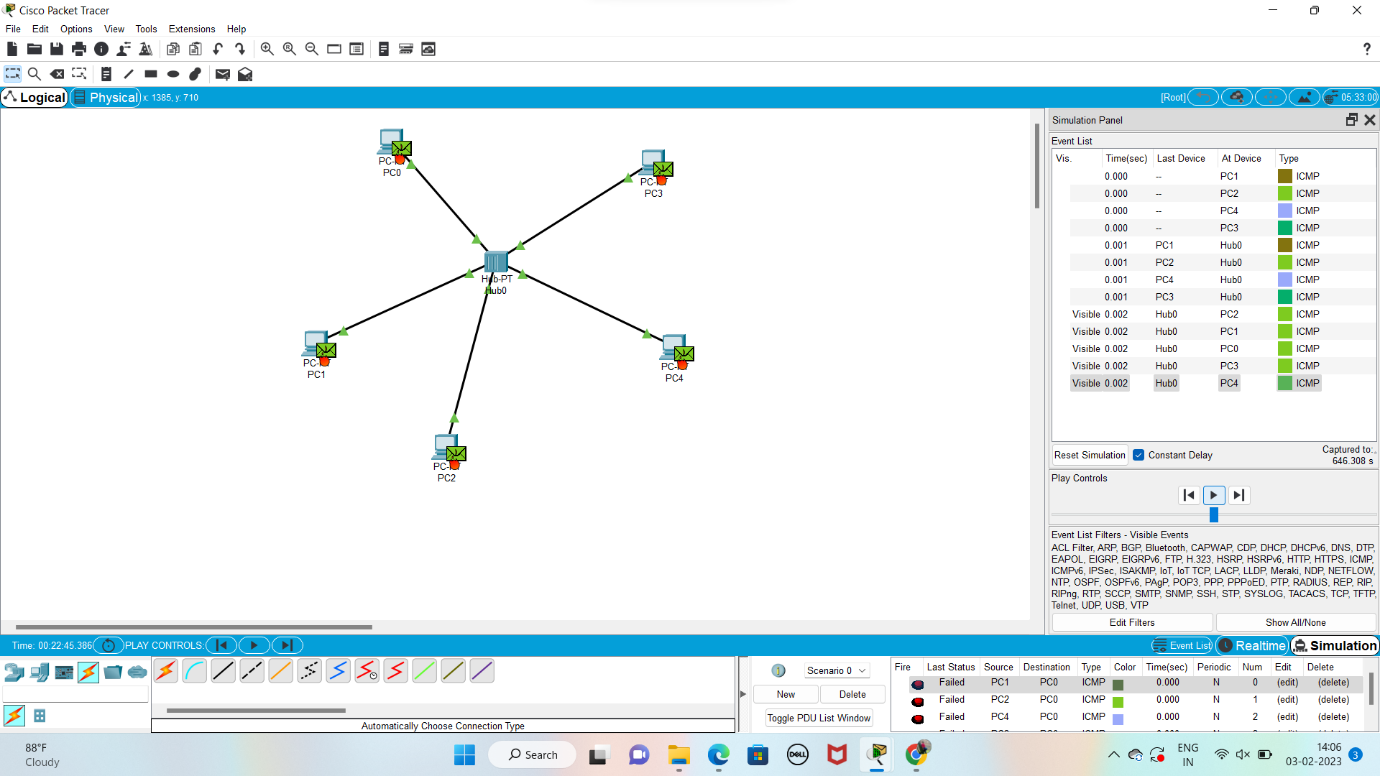 Cisco Packet Tracer
File Edit Options View Tools Extensions Help
?
Logical Physical x: 1385, y: 710 [Root] 05:33:00
PC0
PC3
Hub-PT
Hub0
PC1
PC4
PC2
Simulation Panel
Event List
Vis. Time(sec) Last Device At Device Type
0.000 -- PC1 ICMP
0.000 -- PC2 ICMP
0.000 -- PC4 ICMP
0.000 -- PC3 ICMP
0.001 PC1 Hub0 ICMP
0.001 PC2 Hub0 ICMP
0.001 PC4 Hub0 ICMP
0.001 PC3 Hub0 ICMP
Visible 0.002 Hub0 PC2 ICMP
Visible 0.002 Hub0 PC1 ICMP
Visible 0.002 Hub0 PC0 ICMP
Visible 0.002 Hub0 PC3 ICMP
Visible 0.002 Hub0 PC4 ICMP
Reset Simulation Constant Delay Captured to:
646.308 s
Play Controls
Event List Filters - Visible Events
ACL Filter, ARP, BGP, Bluetooth, CAPWAP, CDP, DHCP, DHCPv6, DNS, DTP,
EAPOL, EIGRP, EIGRPv6, FTP, H.323, HSRP, HSRPv6, HTTP, HTTPS, ICMP,
ICMPv6, IPSec, ISAKMP, IoT, IoT TCP, LACP, LLDP, Meraki, NDP, NETFLOW,
NTP, OSPF, OSPFv6, PAgP, POP3, PPP, PPPoED, PTP, RADIUS, REP, RIP,
RIPng, RTP, SCCP, SMTP, SNMP, SSH, STP, SYSLOG, TACACS, TCP, TFTP,
Telnet, UDP, USB, VTP
Edit Filters Show All/None
Time: 00:22:45.386 PLAY CONTROLS: Event List Realtime Simulation
Scenario 0
New Delete
Toggle PDU List Window
Fire Last Status Source Destination Type Color Time(sec) Periodic Num Edit Delete
Failed PC1 PC0 ICMP 0.000 N 0 (edit) (delete)
Failed PC2 PC0 ICMP 0.000 N 1 (edit) (delete)
Failed PC4 PC0 ICMP 0.000 N 2 (edit) (delete)
Automatically Choose Connection Type
88°F
Cloudy
Search
DELL
ENG
IN
14:06
03-02-2023
3